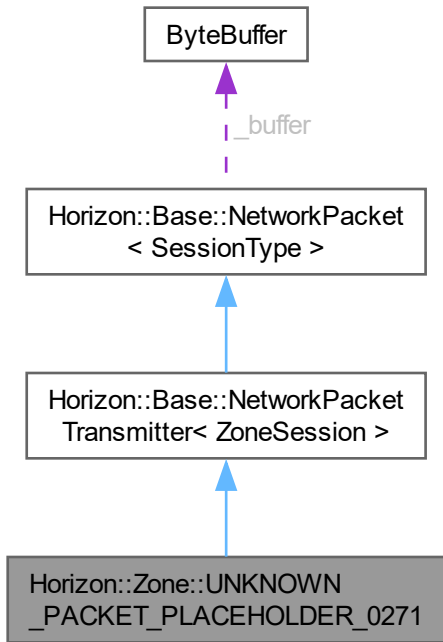 ByteBuffer
_buffer
Horizon::Base::NetworkPacket
< SessionType >
Horizon::Base::NetworkPacket
Transmitter< ZoneSession >
Horizon::Zone::UNKNOWN
_PACKET_PLACEHOLDER_0271